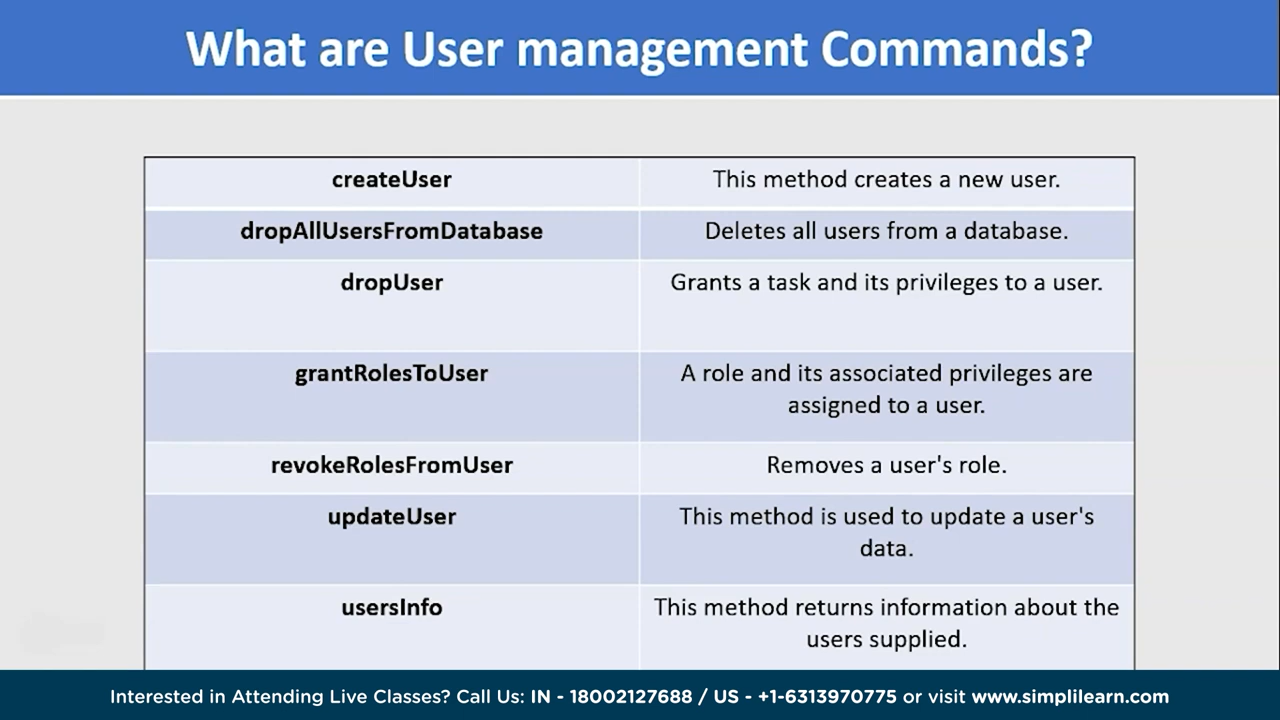 What are User management Commands?
createUser
This method creates a new user.
dropAllUsersFromDatabase
Deletes all users from a database.
dropUser
Grants a task and its privileges to a user.
grantRolesToUser
A role and its associated privileges are
assigned to a user.
revokeRolesFromUser
Removes a user's role.
updateUser
This method is used to update a user's
data.
usersInfo
This method returns information about the
users supplied.
Interested in Attending Live Classes? Call Us: IN - 18002127688 / US - +1-6313970775 or visit www.simplilearn.com